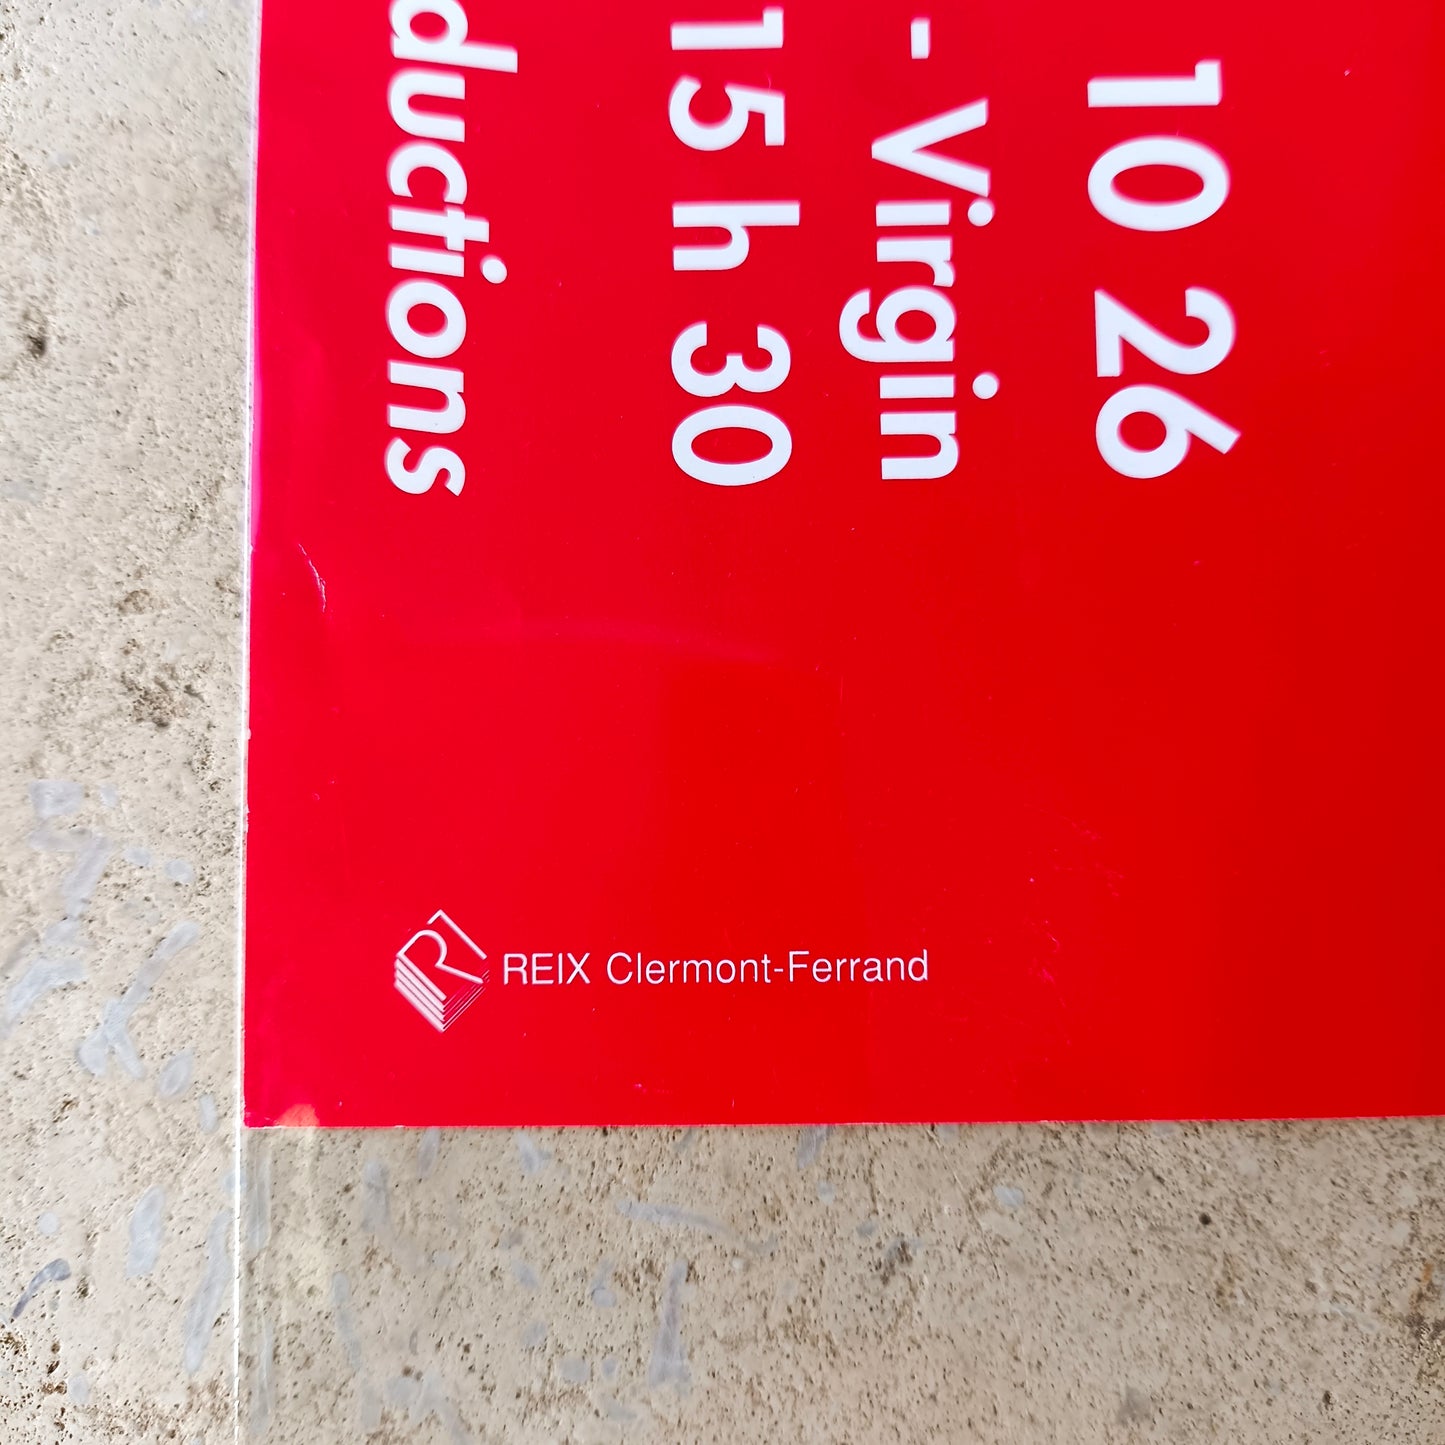 10 26
- Virgin
15 h 30
ductions
REIX Clermont-Ferrand